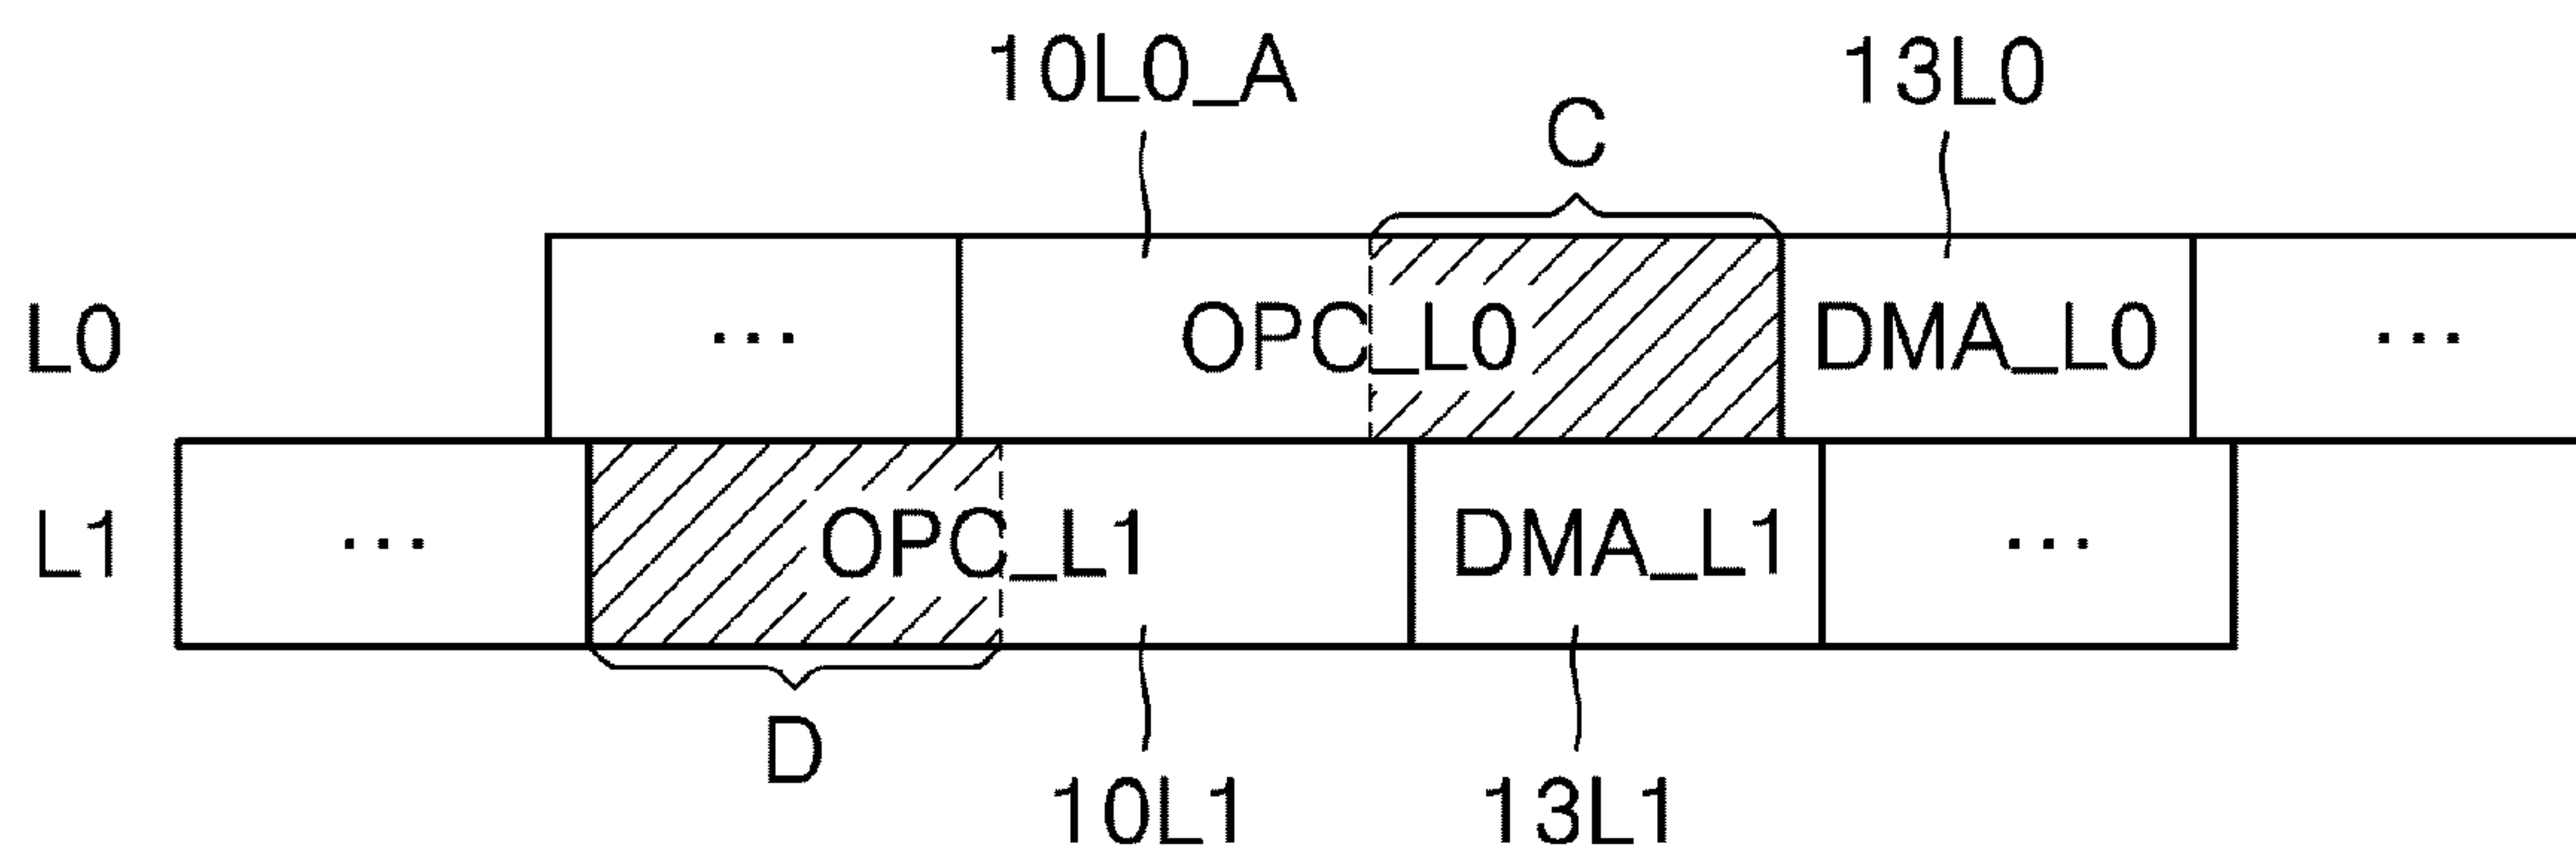 10L0_A
13L0
C
L0
...
OPC_L0
DMA_L0
...
L1
...
OPC_L1
DMA_L1
...
D
10L1
13L1